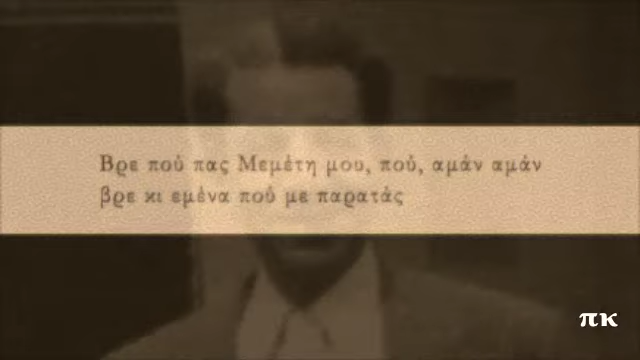 Βρε πού πας Μεμέτη μου, πού, αμάν αμάν
βρε κι εμένα πού με παρατάς
πκ